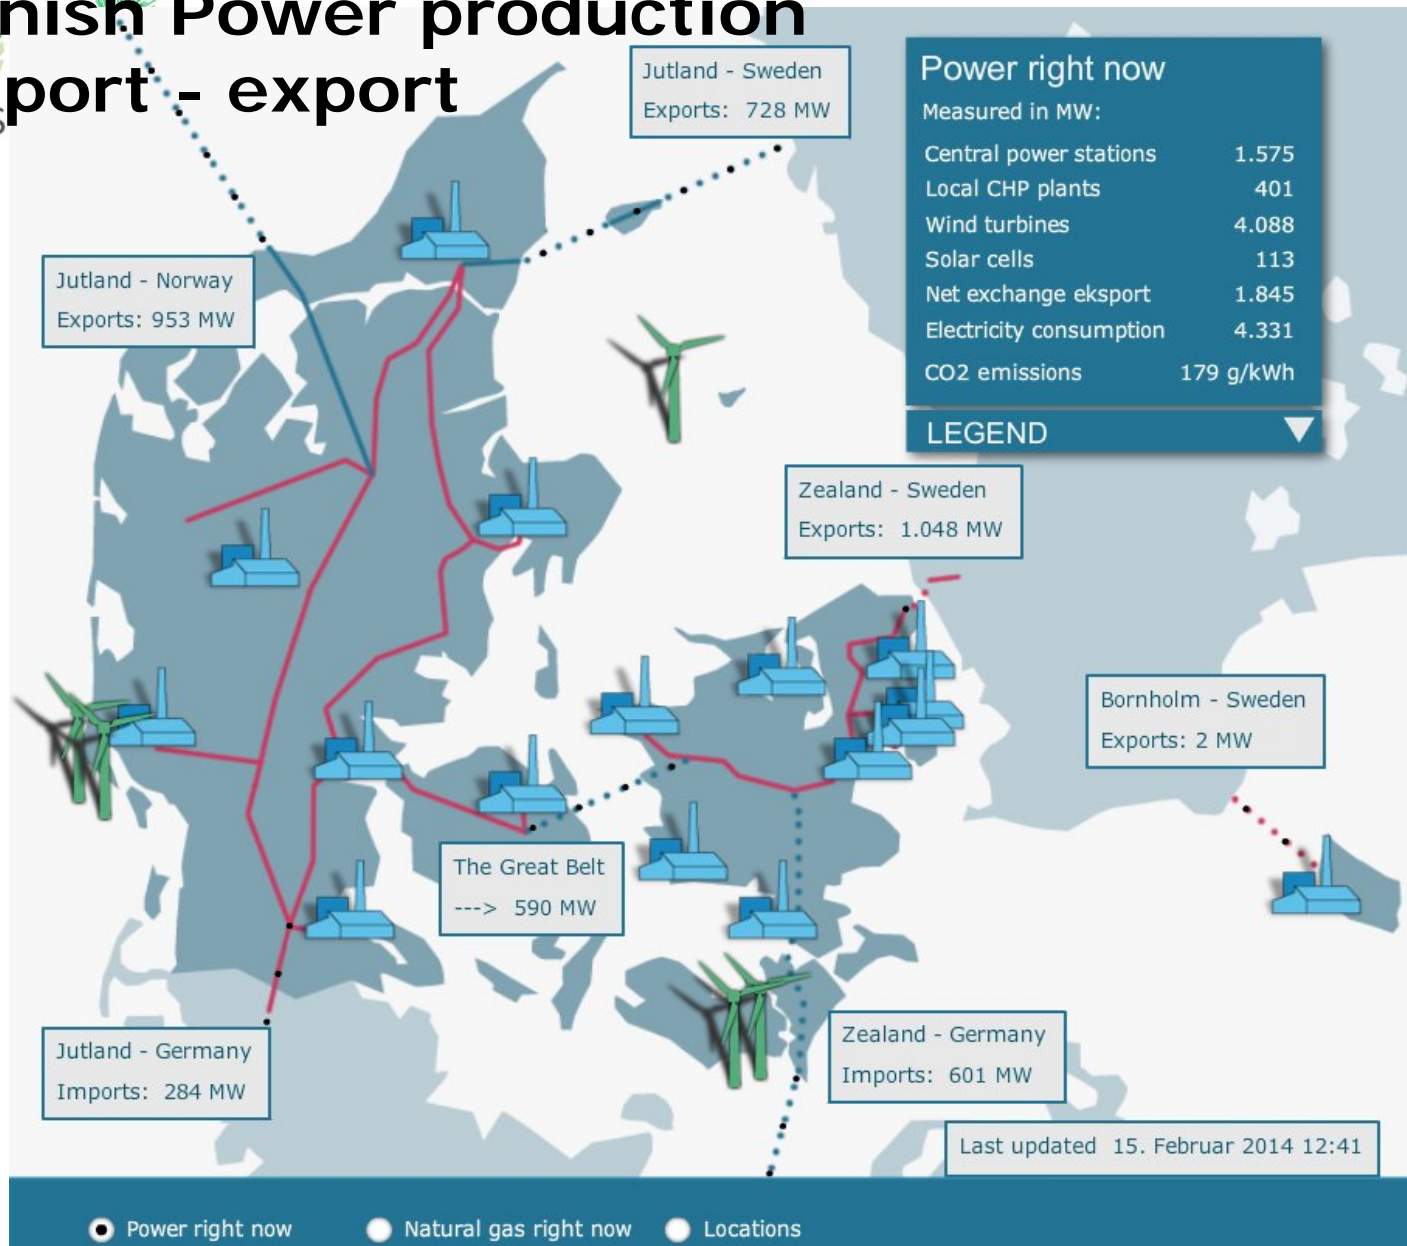 nish Power production
port - export
Jutland - Sweden
Exports: 728 MW
Power right now
Measured in MW:
Central power stations 1.575
Local CHP plants 401
Wind turbines 4.088
Solar cells 113
Net exchange eksport 1.845
Electricity consumption 4.331
CO2 emissions 179 g/kWh
LEGEND
Jutland - Norway
Exports: 953 MW
Zealand - Sweden
Exports: 1.048 MW
Bornholm - Sweden
Exports: 2 MW
The Great Belt
---> 590 MW
Jutland - Germany
Imports: 284 MW
Zealand - Germany
Imports: 601 MW
Last updated 15. Februar 2014 12:41
Power right now
Natural gas right now
Locations